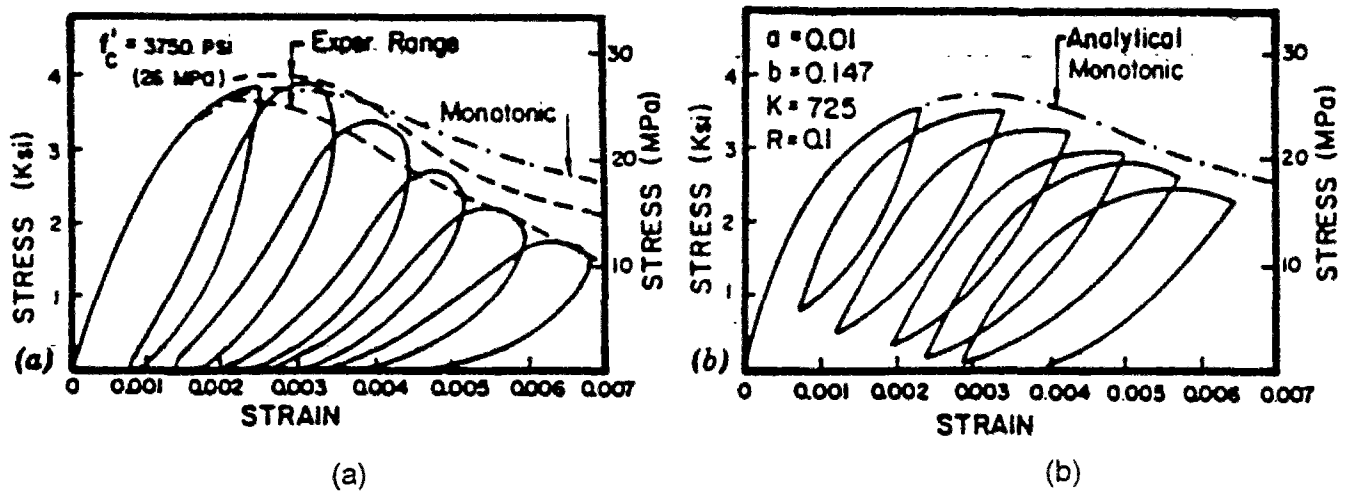 f'c = 3750. PSI
(26 MPa)
Exper. Range
Monotonic
STRESS (Ksi)
4
3
2
1
30
20
10
STRESS (MPa)
(a)
0 0.001 0.002 0.003 0.004 0.005 0.006 0.007
STRAIN
(a)
a = 0.01
b = 0.147
K = 725
R = 0.1
Analytical
Monotonic
STRESS (Ksi)
4
3
2
1
30
20
10
STRESS (MPa)
(b)
0 0.001 0.002 0.003 0.004 0.005 0.006 0.007
STRAIN
(b)